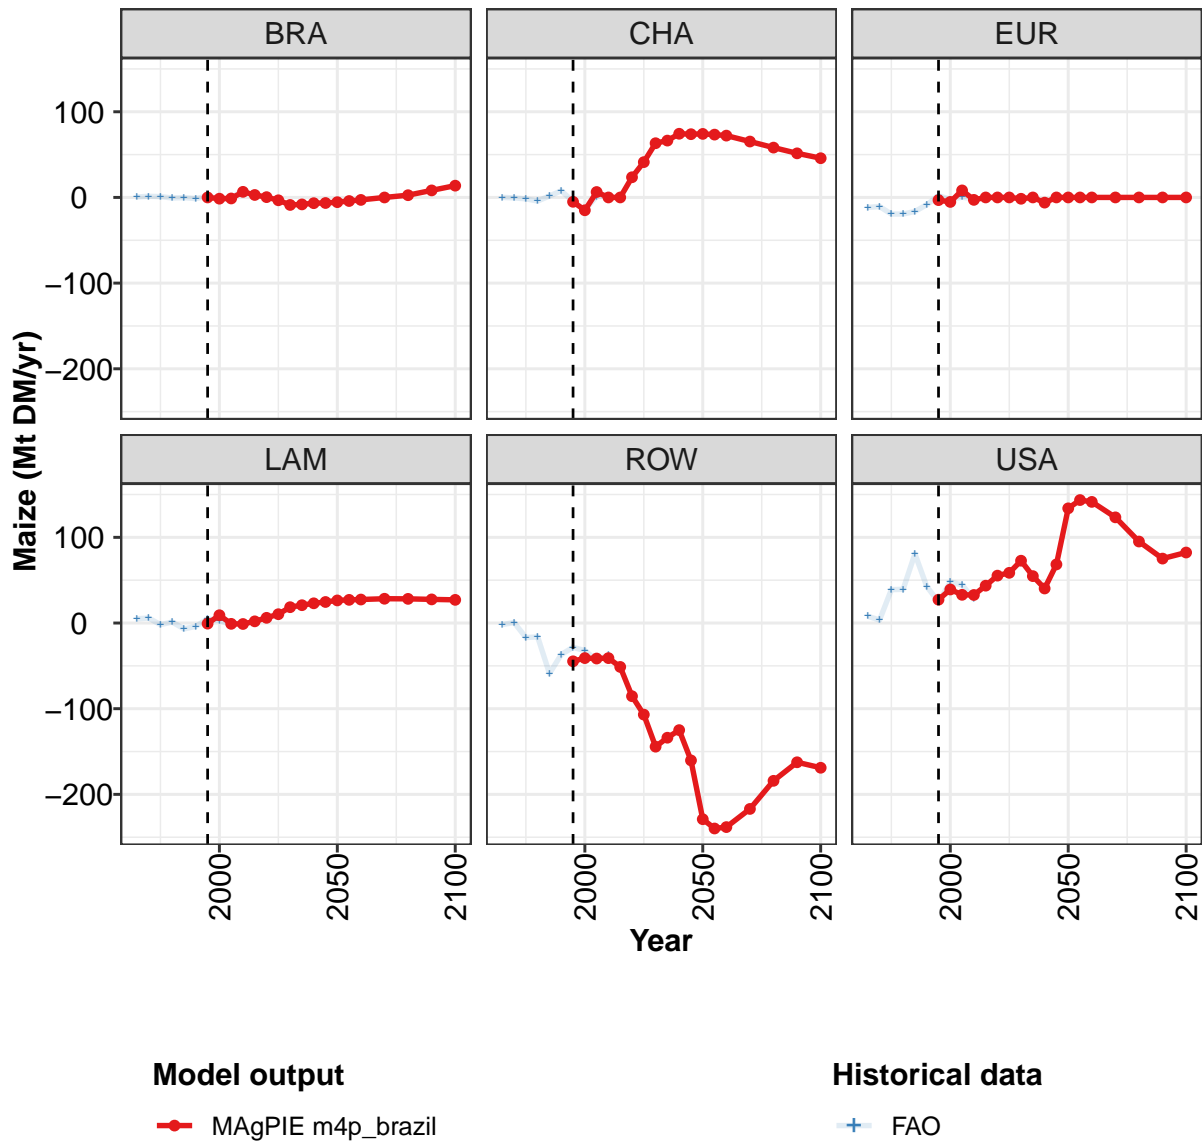 BRA
CHA
EUR
100
0
−100
−200
Maize (Mt DM/yr)
LAM
ROW
USA
100
0
−100
−200
2000
2050
2100
2000
2050
2100
2000
2050
2100
Year
Model output
MAgPIE m4p_brazil
Historical data
FAO